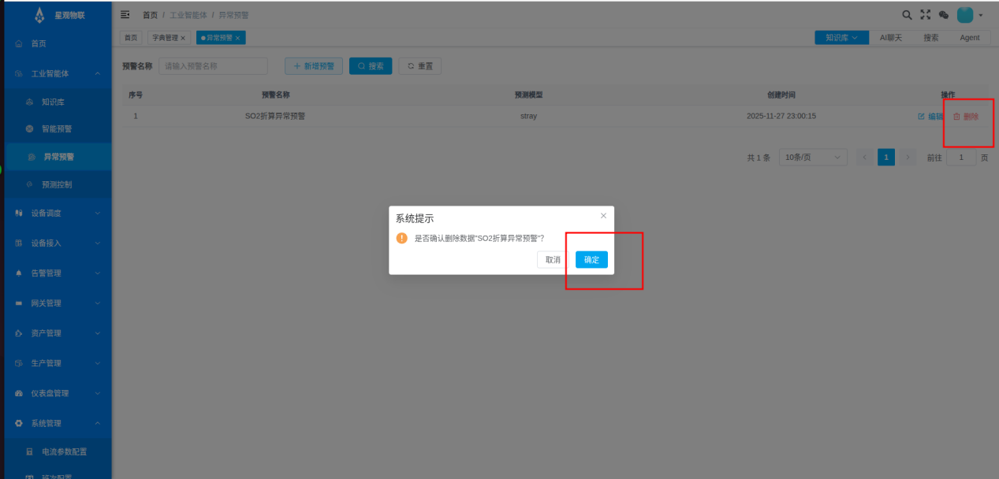 星观物联
首页 / 工业智能体 / 异常预警
首页
字典管理 ×
异常预警 ×
知识库
AI聊天
搜索
Agent
首页
工业智能体
知识库
智能预警
异常预警
预测控制
设备调度
设备接入
告警管理
网关管理
资产管理
生产管理
仪表盘管理
系统管理
电流参数配置
班次配置
预警名称 请输入预警名称 + 新增预警 搜索 重置
序号 预警名称 预测模型 创建时间 操作
1 SO2折算异常预警 stray 2025-11-27 23:00:15 编辑 删除
共 1 条 10条/页 < 1 > 前往 1 页
系统提示 ×
是否确认删除数据"SO2折算异常预警"?
取消 确定